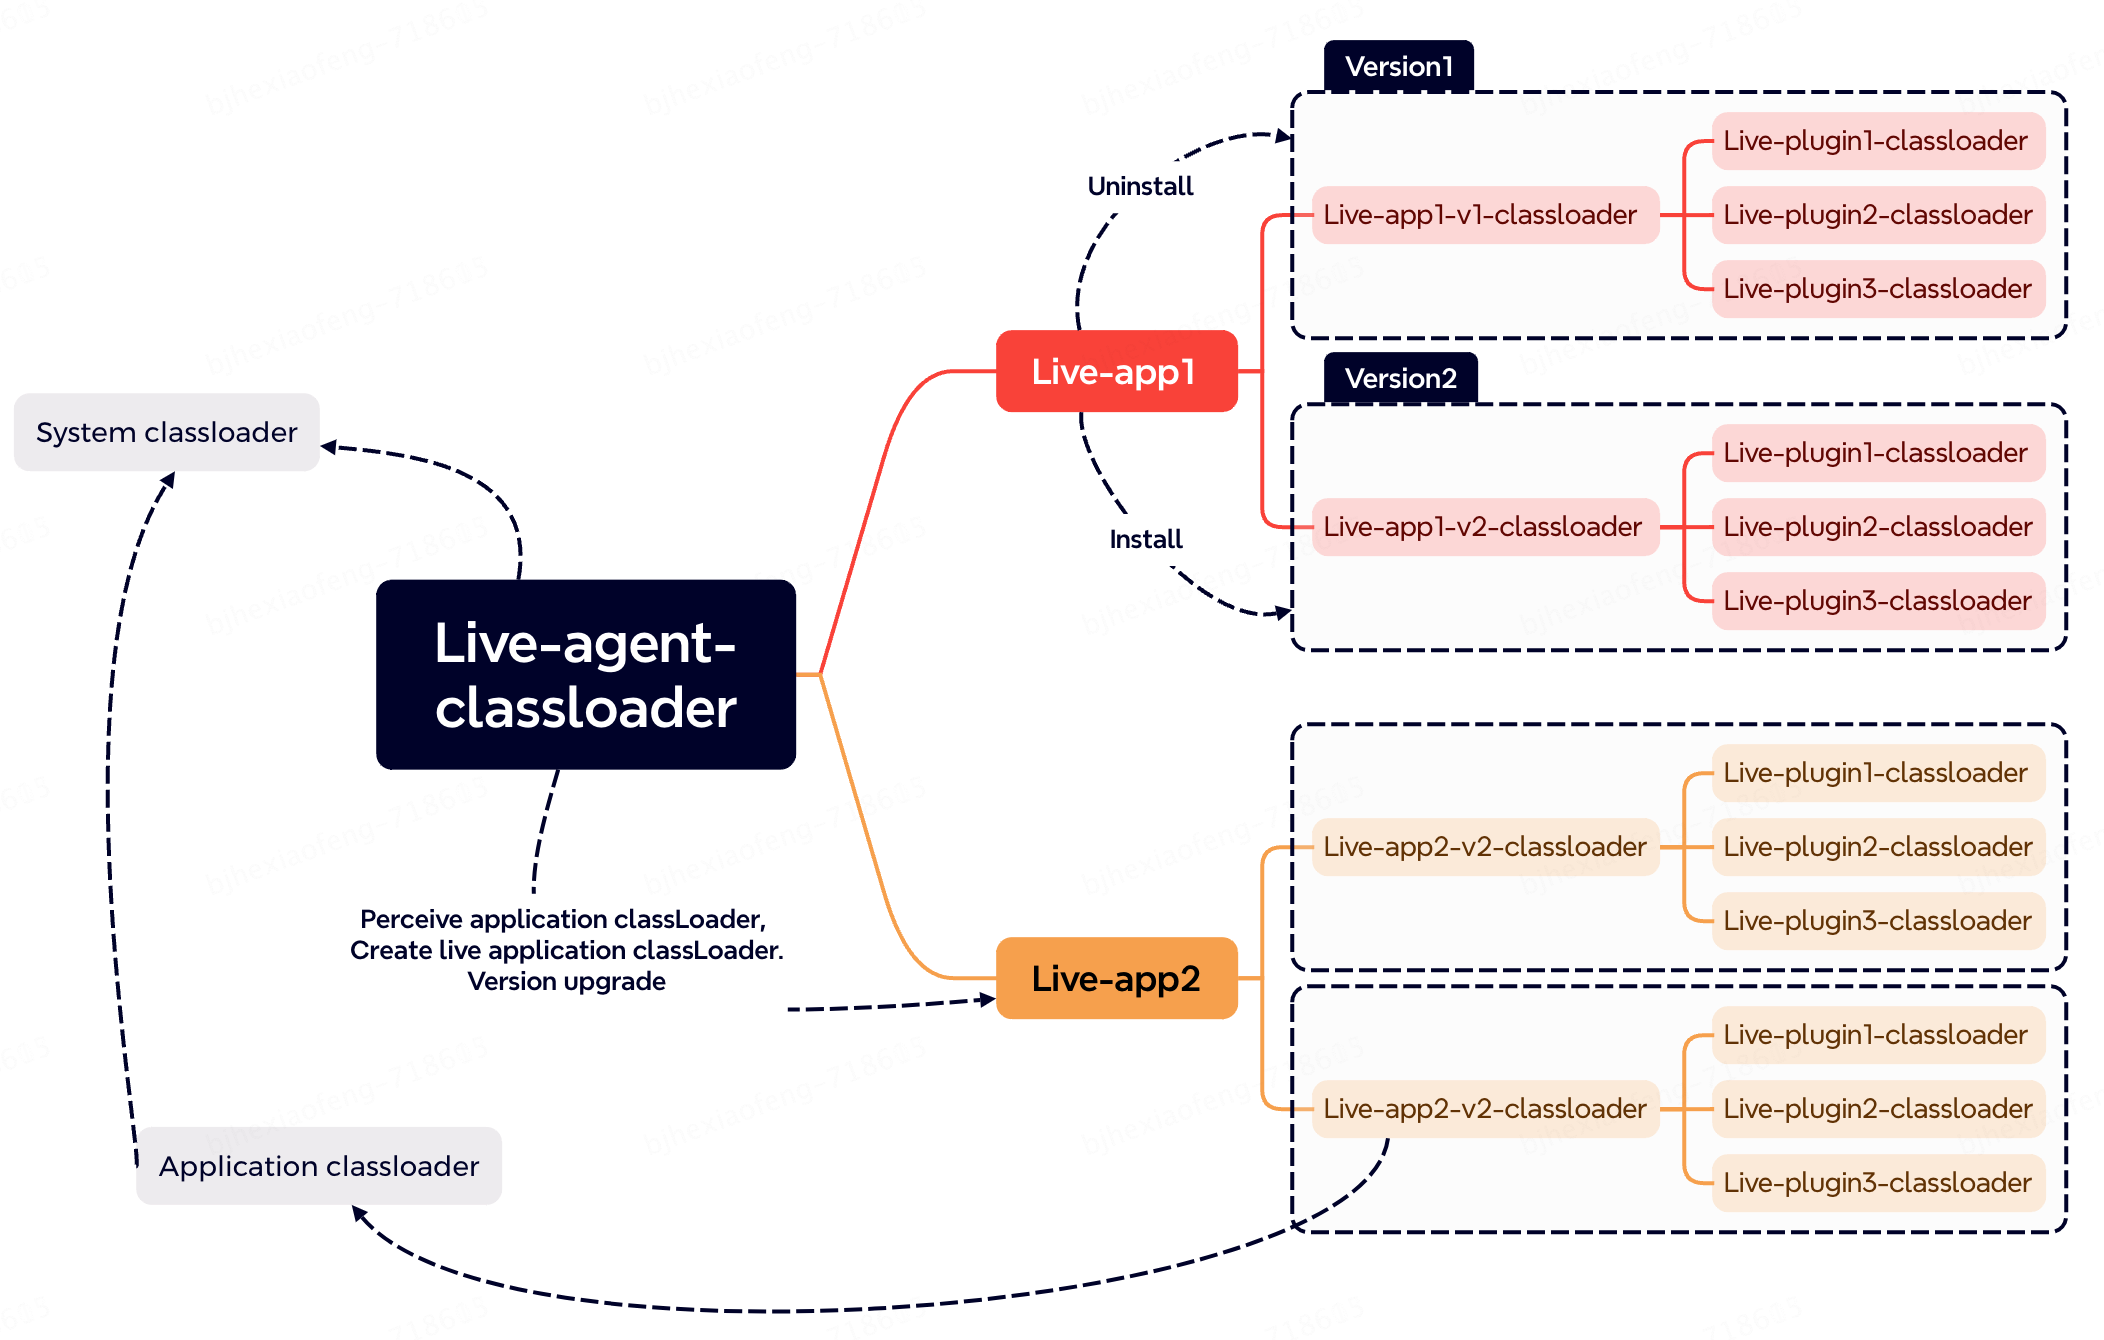 Version1
Live-plugin1-classloader
Uninstall
Live-app1-v1-classloader
Live-plugin2-classloader
Live-plugin3-classloader
Live-app1
Version2
System classloader
Live-plugin1-classloader
Live-app1-v2-classloader
Live-plugin2-classloader
Install
Live-plugin3-classloader
Live-agent-
classloader
Live-plugin1-classloader
Live-app2-v2-classloader
Live-plugin2-classloader
Live-plugin3-classloader
Perceive application classLoader,
Create live application classLoader.
Version upgrade
Live-app2
Live-plugin1-classloader
Live-app2-v2-classloader
Live-plugin2-classloader
Application classloader
Live-plugin3-classloader